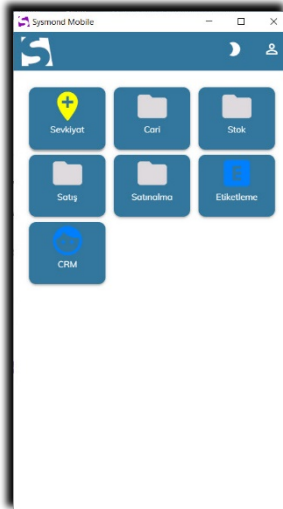 Sysmond Mobile
Sevkiyat
Cari
Stok
Satış
Satınalma
Etiketleme
CRM